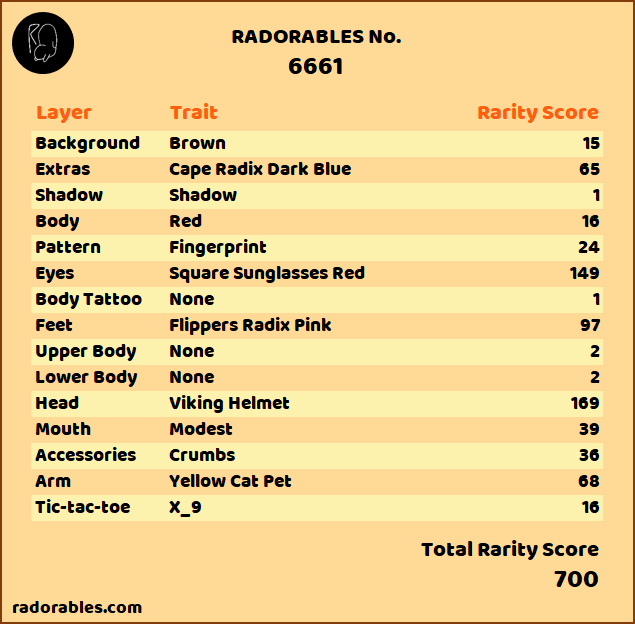 RADORABLES No.
6661
Layer Trait Rarity Score
Background Brown 15
Extras Cape Radix Dark Blue 65
Shadow Shadow 1
Body Red 16
Pattern Fingerprint 24
Eyes Square Sunglasses Red 149
Body Tattoo None 1
Feet Flippers Radix Pink 97
Upper Body None 2
Lower Body None 2
Head Viking Helmet 169
Mouth Modest 39
Accessories Crumbs 36
Arm Yellow Cat Pet 68
Tic-tac-toe X_9 16
Total Rarity Score
700
radorables.com